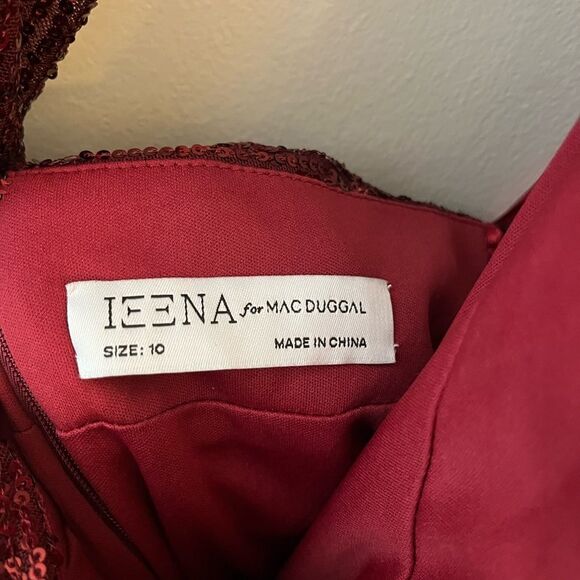 IEENA for MAC DUGGAL
SIZE: 10 MADE IN CHINA